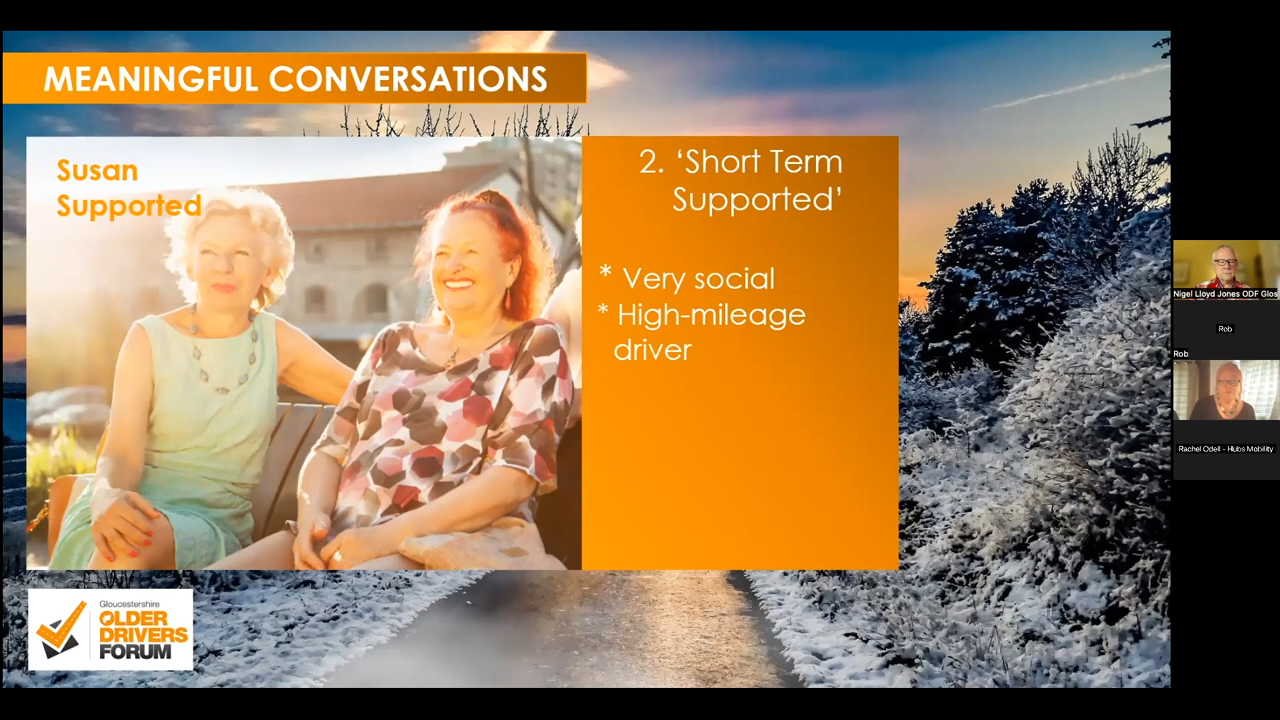 MEANINGFUL CONVERSATIONS
Susan
Supported
2. ‘Short Term
Supported’
* Very social
* High-mileage
driver
Gloucestershire
OLDER
DRIVERS
FORUM
Nigel Lloyd Jones ODF Glos
Rob
Rob
Rachel Odell - Hubs Mobility